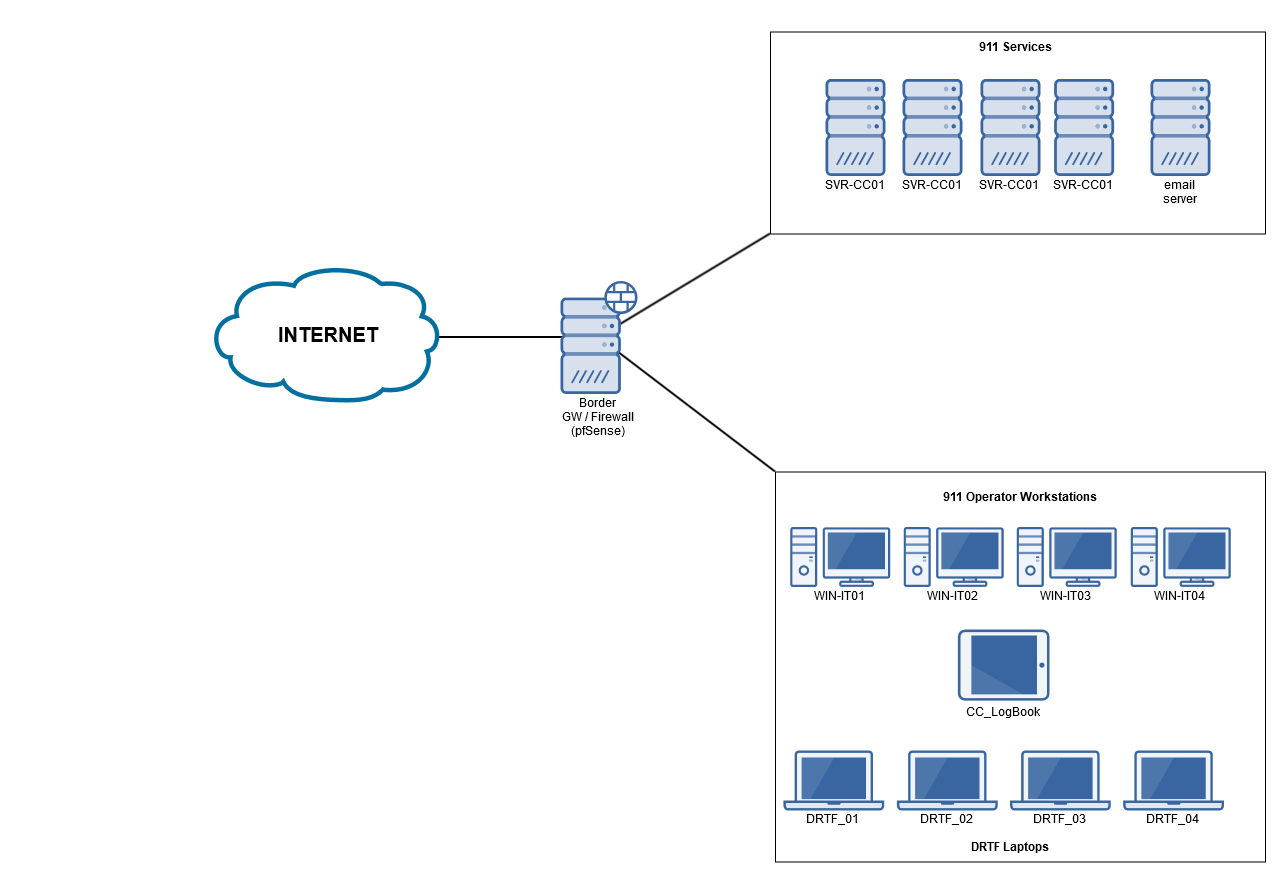 911 Services
SVR-CC01 SVR-CC01 SVR-CC01 SVR-CC01 email
server
INTERNET
Border
GW / Firewall
(pfSense)
911 Operator Workstations
WIN-IT01 WIN-IT02 WIN-IT03 WIN-IT04
CC_LogBook
DRTF_01 DRTF_02 DRTF_03 DRTF_04
DRTF Laptops